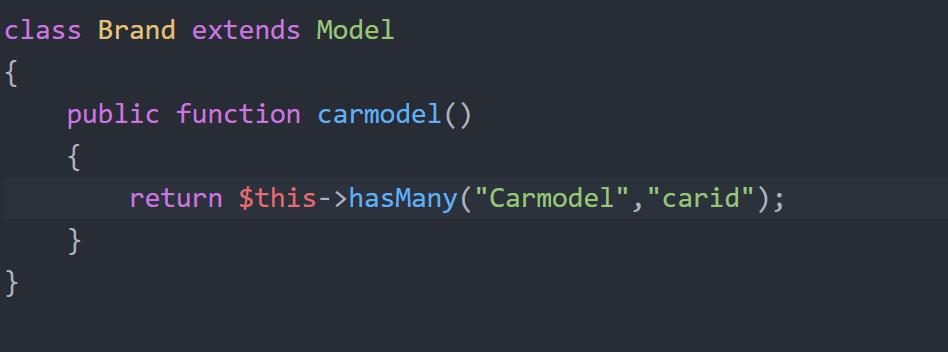 class Brand extends Model
{
    public function carmodel()
    {
        return $this->hasMany("Carmodel","carid");
    }
}